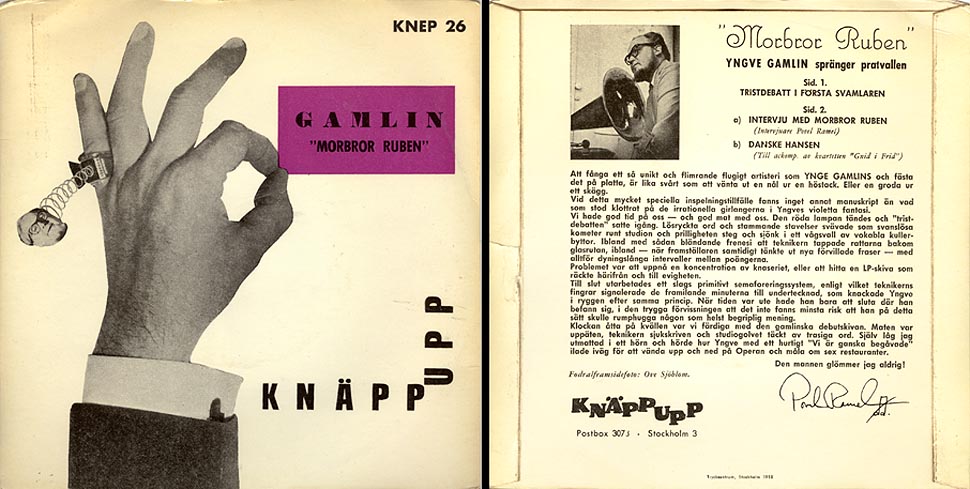 KNEP 26
GAMLIN
"MORBROR RUBEN"
KNÄPPUPP
"Morbror Ruben"
YNGVE GAMLIN spränger pratvallen
Sid. 1.
TRISTDEBATT I FÖRSTA SVAMLAREN
Sid. 2.
a) INTERVJU MED MORBROR RUBEN
(Intervjuare Povel Ramel)
b) DANSKE HANSEN
(Till ackomp. av kvartetten "Gnid i Frid")
Att fånga ett så unikt och flimrande flugigt artisteri som YNGE GAMLINS och fästa
det på platta, är lika svårt som att vänta ut en nål ur en höstack. Eller en groda ur
ett skägg.
Vid detta mycket speciella inspelningstillfälle fanns inget annat manuskript än vad
som stod klottrat på de irrationella girlangerna i Yngves violetta fantasi.
Vi hade god tid på oss — och god mat med oss. Den röda lampan tändes och "trist-
debatten" satte igång. Lösryckta ord och stammande stavelser svävade som svanslösa
kometer runt studion och prilligheten steg och sjönk i ett vågsvall av vokabla kuller-
byttor. Ibland med sådan bländande frenesi att teknikern tappade rattarna bakom
glasrutan, ibland — när framställaren samtidigt tänkte ut nya förvillade fraser — med
alltför dyningslånga intervaller mellan poängerna.
Problemet var att uppnå en koncentration av knaseriet, eller att hitta en LP-skiva som
räckte härifrån och till evigheten.
Till slut utarbetades ett slags primitivt semaforeringssystem, enligt vilket teknikerns
fingrar signalerade de framilande minuterna till undertecknad, som knackade Yngve
i ryggen efter samma princip. När tiden var ute hade han bara att sluta där han
befann sig, i den trygga förvissningen att det inte fanns minsta risk att han på detta
sätt skulle rumphugga någon som helst begriplig mening.
Klockan åtta på kvällen var vi färdiga med den gamlinska debutskivan. Maten var
uppäten, teknikern sjukskriven och studiogolvet täckt av trasiga ord. Själv låg jag
utmattad i ett hörn och hörde hur Yngve med ett hurtigt "Vi är ganska begåvade"
ilade iväg för att vända upp och ned på Operan och måla om sex restauranter.
Den mannen glömmer jag aldrig!
Fodralframsidefoto: Ove Sjöblom.
Povel Ramel
KNÄPPUPP
Postbox 3075 · Stockholm 3